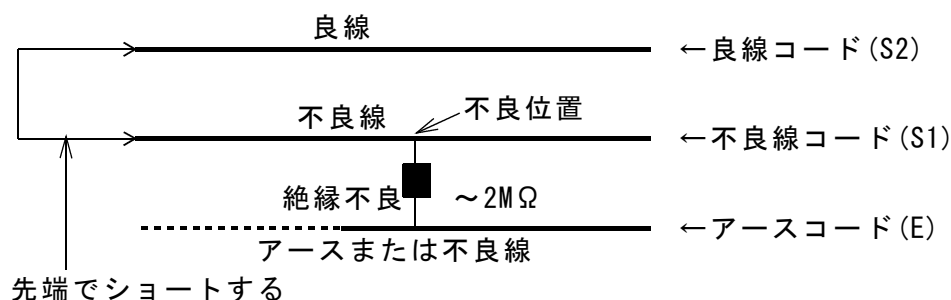 良線
←良線コード(S2)
不良線
不良位置
←不良線コード(S1)
絶縁不良
～2MΩ
←アースコード(E)
アースまたは不良線
先端でショートする